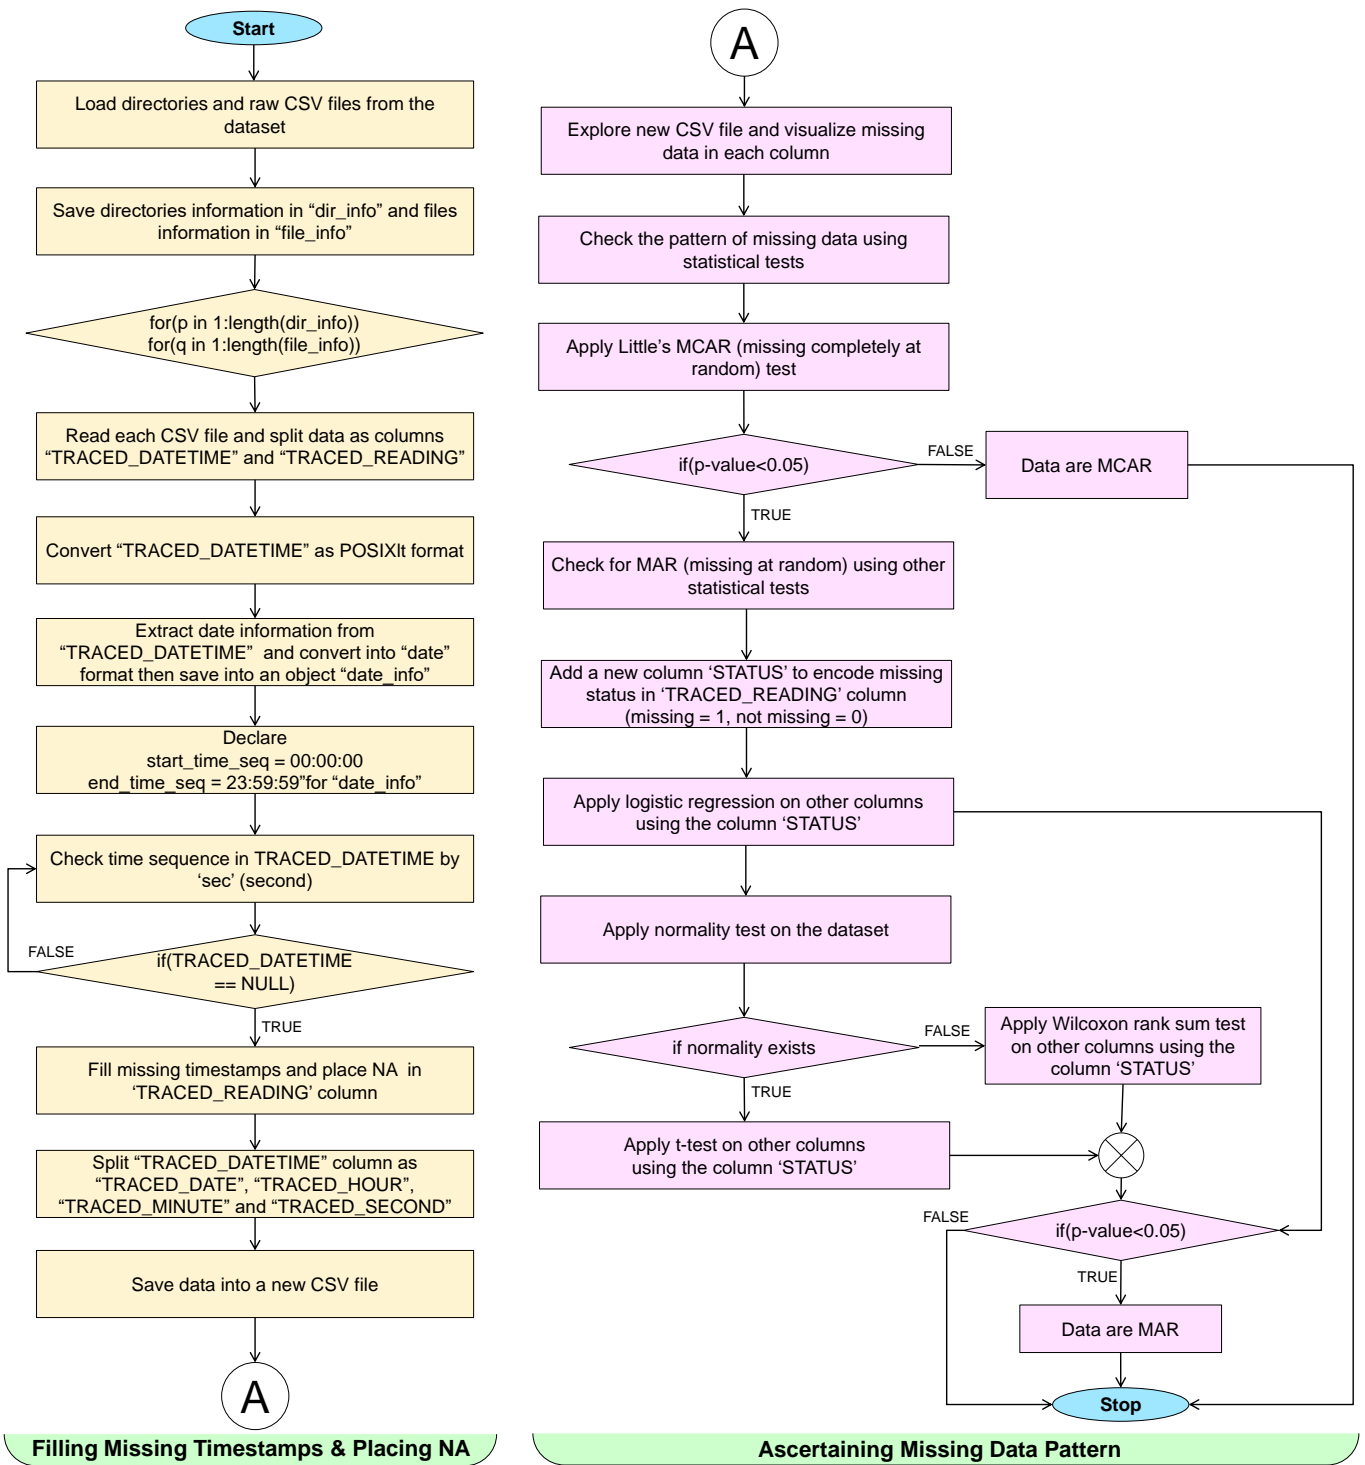 Start
Load directories and raw CSV files from the
dataset
Save directories information in “dir_info” and files
information in “file_info”
for(p in 1:length(dir_info))
for(q in 1:length(file_info))
Read each CSV file and split data as columns
“TRACED_DATETIME” and “TRACED_READING”
Convert “TRACED_DATETIME” as POSIXlt format
Extract date information from
“TRACED_DATETIME” and convert into “date”
format then save into an object “date_info”
Declare
start_time_seq = 00:00:00
end_time_seq = 23:59:59”for “date_info”
Check time sequence in TRACED_DATETIME by
‘sec’ (second)
FALSE
if(TRACED_DATETIME
== NULL)
TRUE
Fill missing timestamps and place NA in
‘TRACED_READING’ column
Split “TRACED_DATETIME” column as
“TRACED_DATE”, “TRACED_HOUR”,
“TRACED_MINUTE” and “TRACED_SECOND”
Save data into a new CSV file
A
Filling Missing Timestamps & Placing NA
A
Explore new CSV file and visualize missing
data in each column
Check the pattern of missing data using
statistical tests
Apply Little’s MCAR (missing completely at
random) test
if(p-value<0.05)
FALSE
Data are MCAR
TRUE
Check for MAR (missing at random) using other
statistical tests
Add a new column ‘STATUS’ to encode missing
status in ‘TRACED_READING’ column
(missing = 1, not missing = 0)
Apply logistic regression on other columns
using the column ‘STATUS’
Apply normality test on the dataset
if normality exists
FALSE
Apply Wilcoxon rank sum test
on other columns using the
column ‘STATUS’
TRUE
Apply t-test on other columns
using the column ‘STATUS’
FALSE
if(p-value<0.05)
TRUE
Data are MAR
Stop
Ascertaining Missing Data Pattern